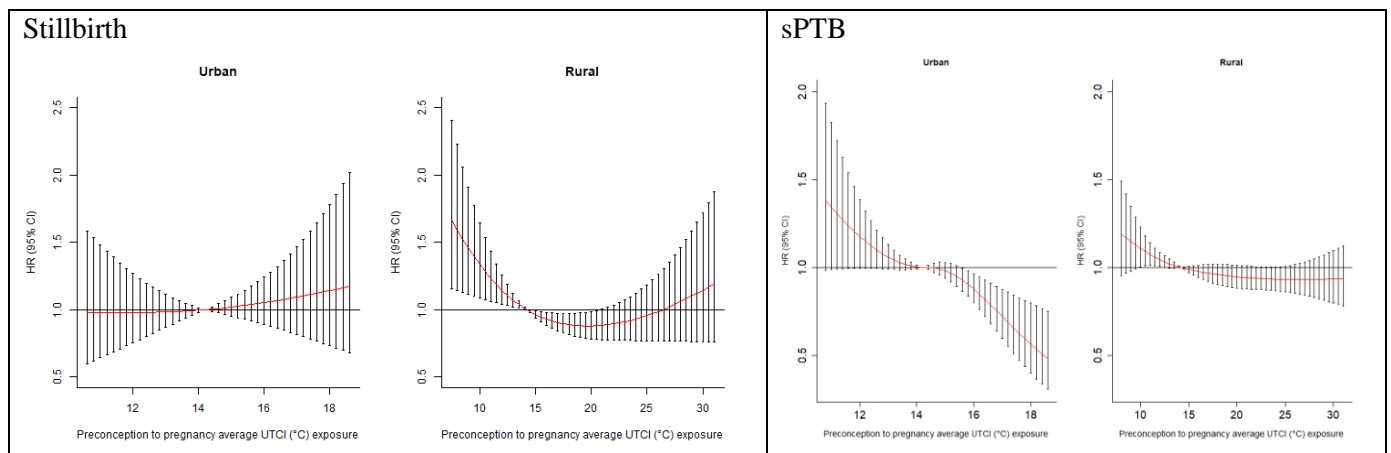 Stillbirth
Urban
HR (95% CI)
2.5
2.0
1.5
1.0
0.5
12 14 16 18
Preconception to pregnancy average UTCI (°C) exposure
Rural
HR (95% CI)
2.5
2.0
1.5
1.0
0.5
10 15 20 25 30
Preconception to pregnancy average UTCI (°C) exposure
sPTB
Urban
HR (95% CI)
2.0
1.5
1.0
0.5
12 14 16 18
Preconception to pregnancy average UTCI (°C) exposure
Rural
HR (95% CI)
2.0
1.5
1.0
0.5
10 15 20 25 30
Preconception to pregnancy average UTCI (°C) exposure